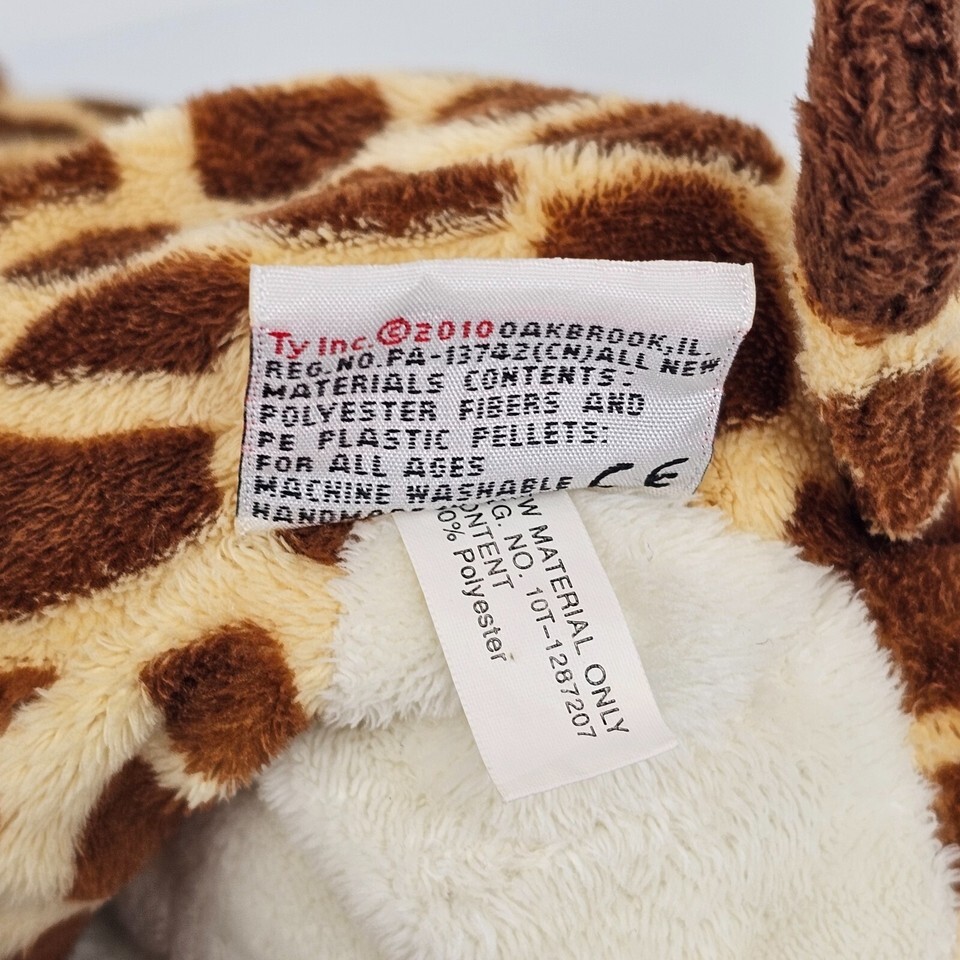 Ty Inc.©2010 OAKBROOK,IL.
REG.NO.PA-13742(CN)ALL NEW
MATERIALS CONTENTS:
POLYESTER FIBERS AND
PE PLASTIC PELLETS:
FOR ALL AGES
MACHINE WASHABLE CE
W MATERIAL ONLY
G. NO. 10T-1287207
ONTENT
0% Polyester